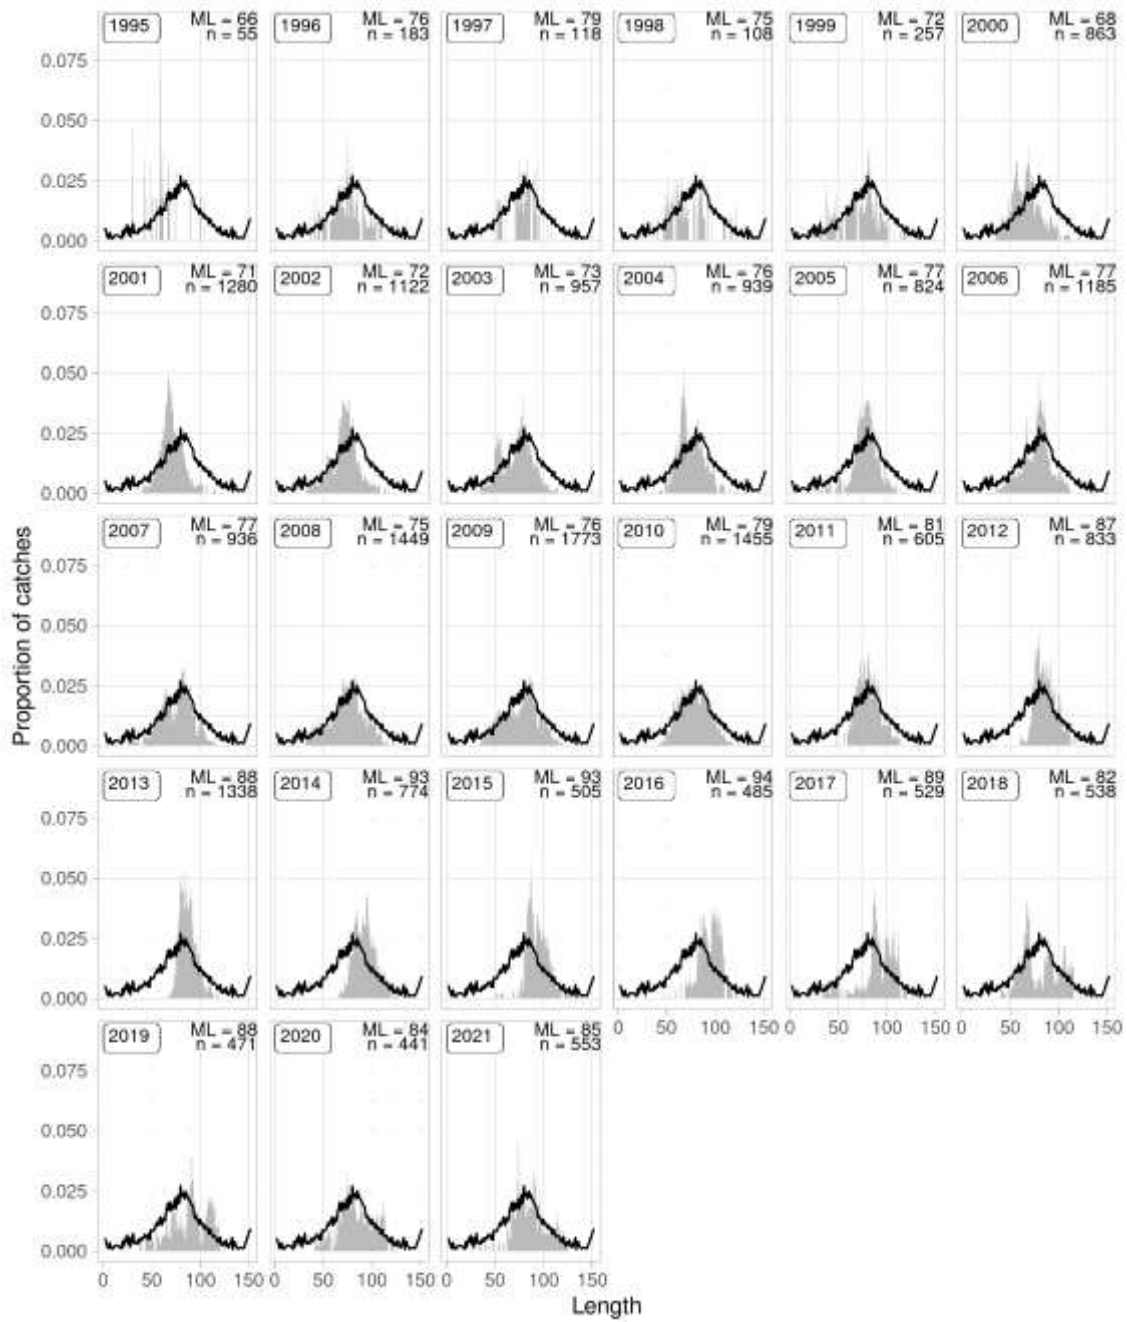 1995 ML = 66
n = 55
1996 ML = 76
n = 183
1997 ML = 79
n = 118
1998 ML = 75
n = 108
1999 ML = 72
n = 257
2000 ML = 68
n = 863
0.075
0.050
0.025
0.000
2001 ML = 71
n = 1280
2002 ML = 72
n = 1122
2003 ML = 73
n = 957
2004 ML = 76
n = 939
2005 ML = 77
n = 824
2006 ML = 77
n = 1185
0.075
0.050
0.025
0.000
2007 ML = 77
n = 936
2008 ML = 75
n = 1449
2009 ML = 76
n = 1773
2010 ML = 79
n = 1455
2011 ML = 81
n = 605
2012 ML = 87
n = 833
0.075
0.050
0.025
0.000
Proportion of catches
2013 ML = 88
n = 1338
2014 ML = 93
n = 774
2015 ML = 93
n = 505
2016 ML = 94
n = 485
2017 ML = 89
n = 529
2018 ML = 82
n = 538
0.075
0.050
0.025
0.000
0 50 100 150 0 50 100 150 0 50 100 150
2019 ML = 88
n = 471
2020 ML = 84
n = 441
2021 ML = 85
n = 553
0.075
0.050
0.025
0.000
0 50 100 150 0 50 100 150 0 50 100 150
Length